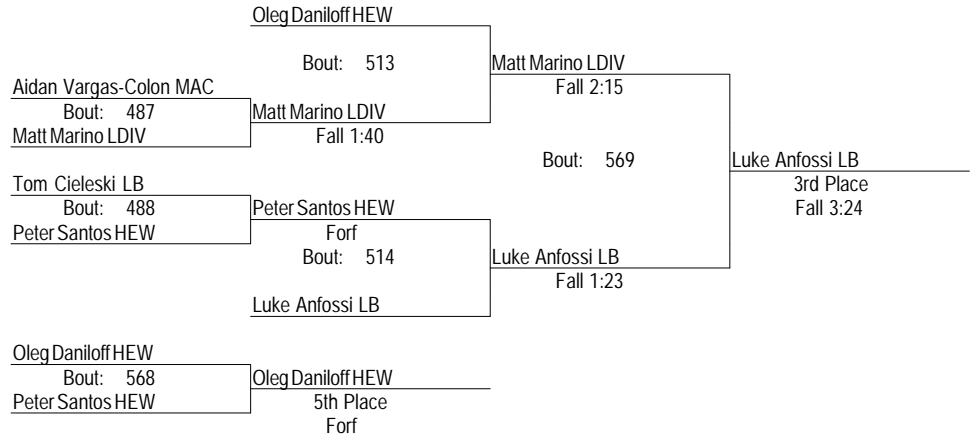 Oleg Daniloff HEW
Bout: 513
Matt Marino LDIV
Fall 2:15
Aidan Vargas-Colon MAC
Bout: 487
Matt Marino LDIV
Matt Marino LDIV
Fall 1:40
Bout: 569
Luke Anfossi LB
3rd Place
Fall 3:24
Tom Cieleski LB
Bout: 488
Peter Santos HEW
Peter Santos HEW
Forf
Bout: 514
Luke Anfossi LB
Fall 1:23
Luke Anfossi LB
Oleg Daniloff HEW
Bout: 568
Peter Santos HEW
Oleg Daniloff HEW
5th Place
Forf